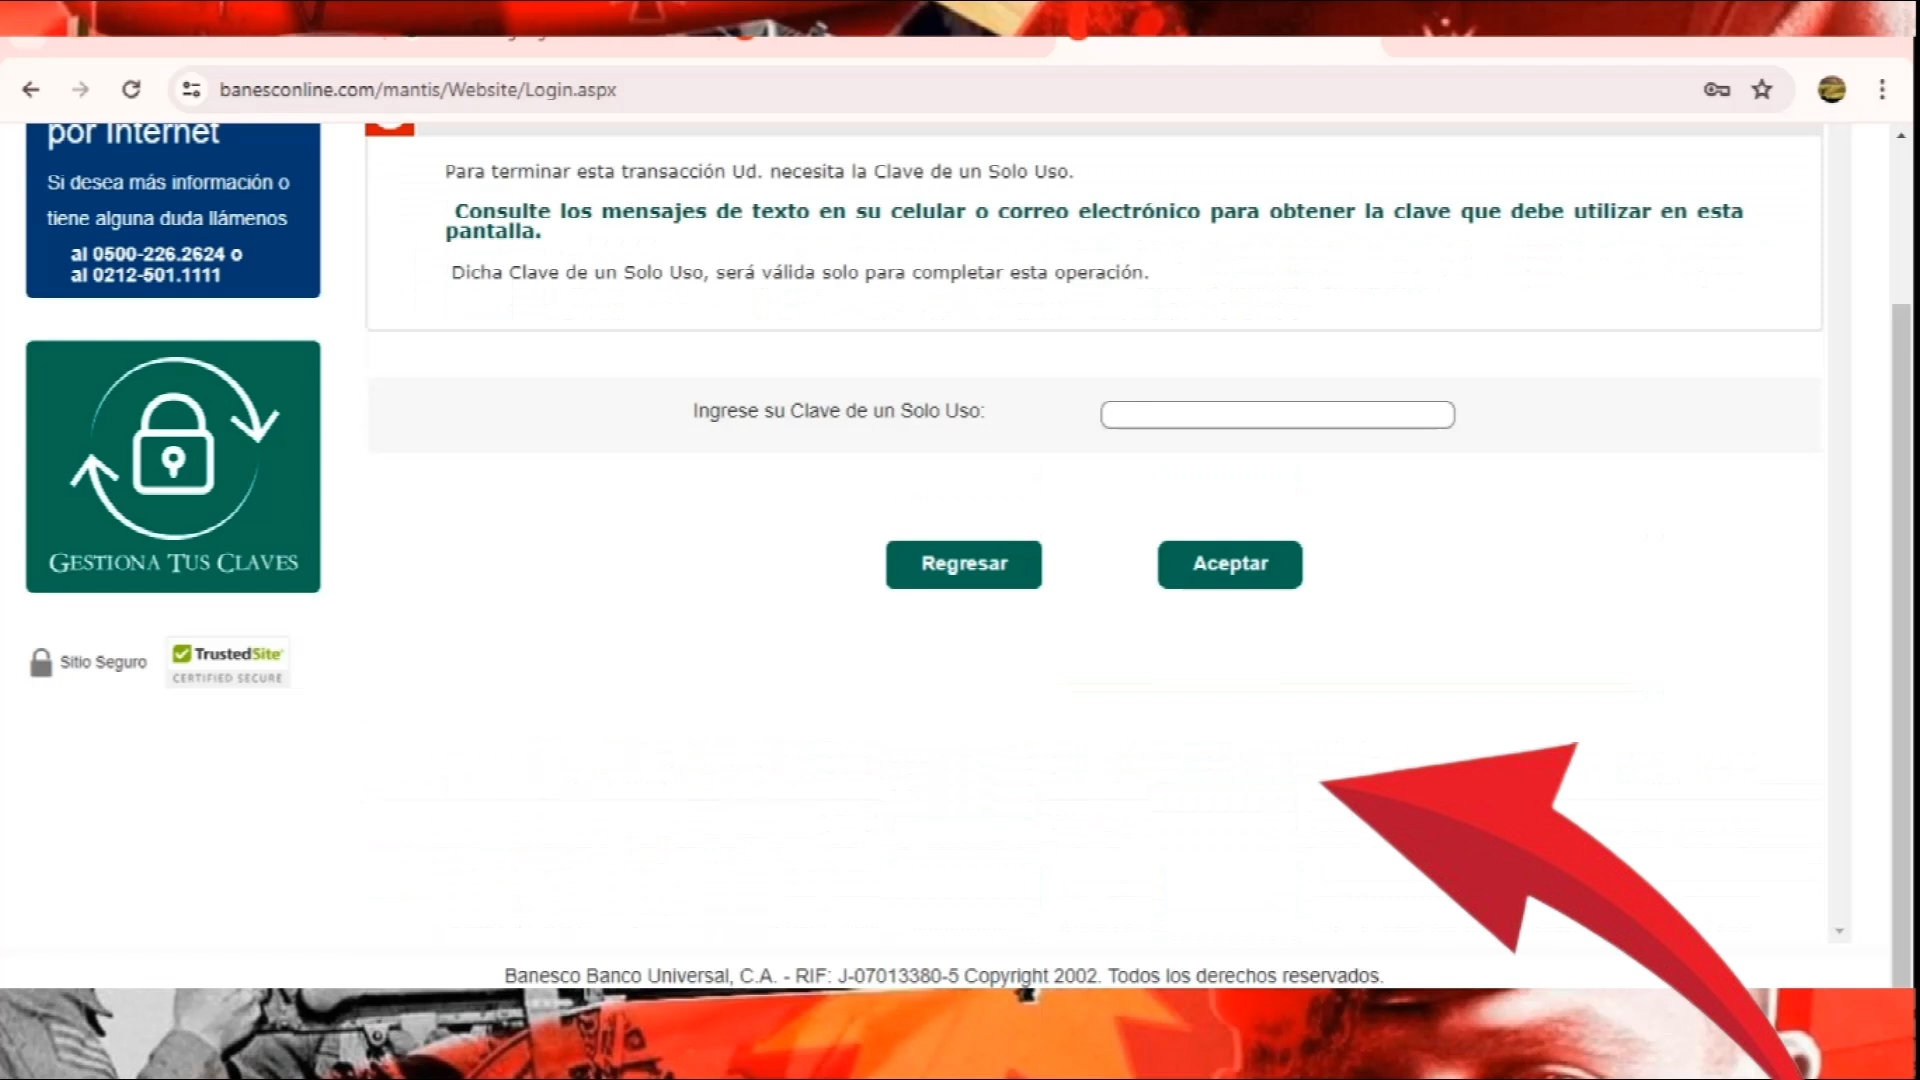 banesconline.com/mantis/Website/Login.aspx
por Internet
Si desea más información o
tiene alguna duda llámenos
al 0500-226.2624 o
al 0212-501.1111
Para terminar esta transacción Ud. necesita la Clave de un Solo Uso.
Consulte los mensajes de texto en su celular o correo electrónico para obtener la clave que debe utilizar en esta
pantalla.
Dicha Clave de un Solo Uso, será válida solo para completar esta operación.
Ingrese su Clave de un Solo Uso:
Regresar
Aceptar
GESTIONA TUS CLAVES
Sitio Seguro
TrustedSite
CERTIFIED SECURE
Banesco Banco Universal, C.A. - RIF: J-07013380-5 Copyright 2002. Todos los derechos reservados.